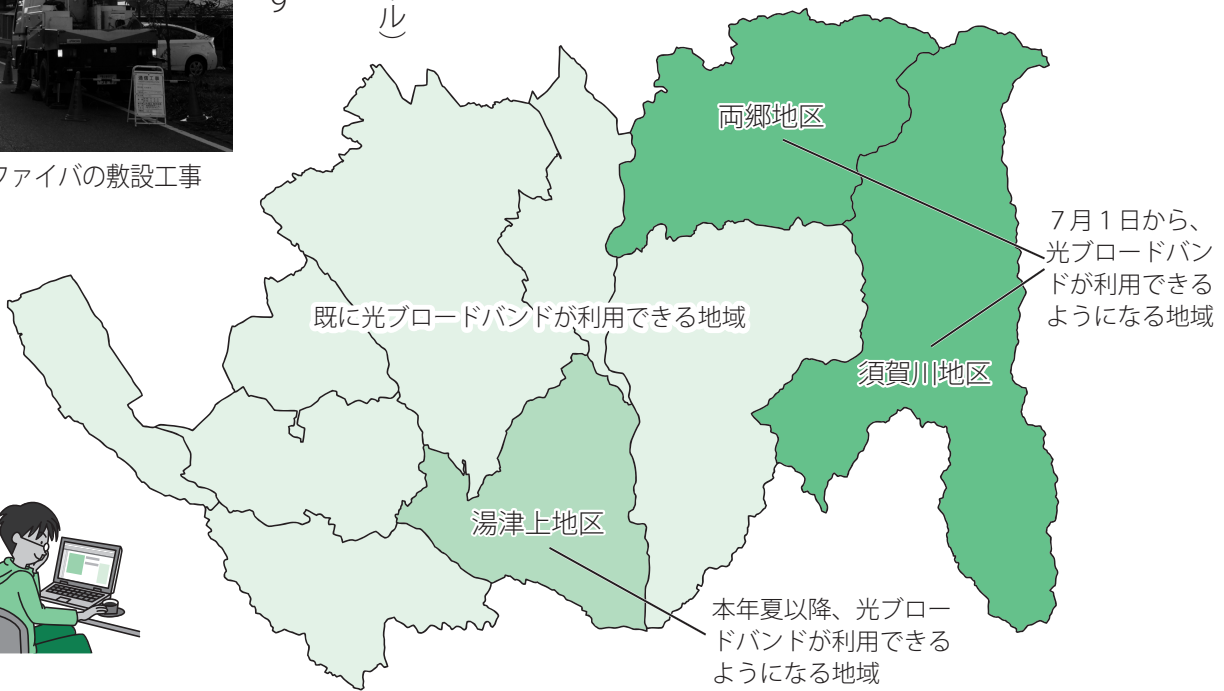 す
ル）
ファイバの敷設工事
両郷地区
７月１日から、
光ブロードバン
ドが利用できる
ようになる地域
既に光ブロードバンドが利用できる地域
須賀川地区
湯津上地区
本年夏以降、光ブロー
ドバンドが利用できる
ようになる地域